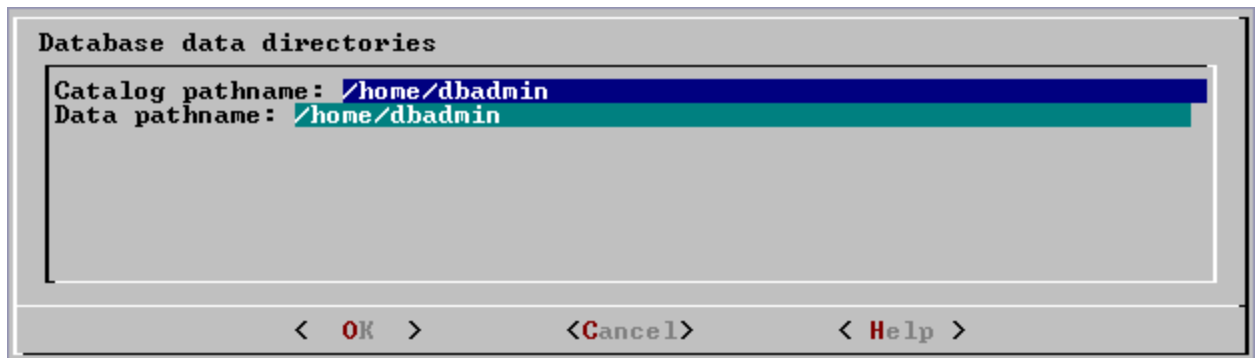 Database data directories
Catalog pathname: /home/dbadmin
Data pathname: /home/dbadmin
< OK > <Cancel> < Help >